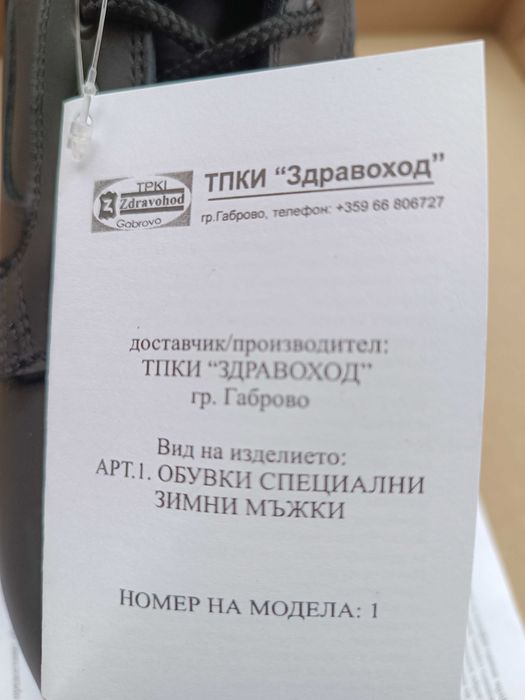 TPKI
Zdravohod
Gabrovo
ТПКИ “Здравоход”
гр.Габрово, телефон: +359 66 806727
доставчик/производител:
ТПКИ “ЗДРАВОХОД”
гр. Габрово
Вид на изделието:
АРТ.1. ОБУВКИ СПЕЦИАЛНИ
ЗИМНИ МЪЖКИ
НОМЕР НА МОДЕЛА: 1